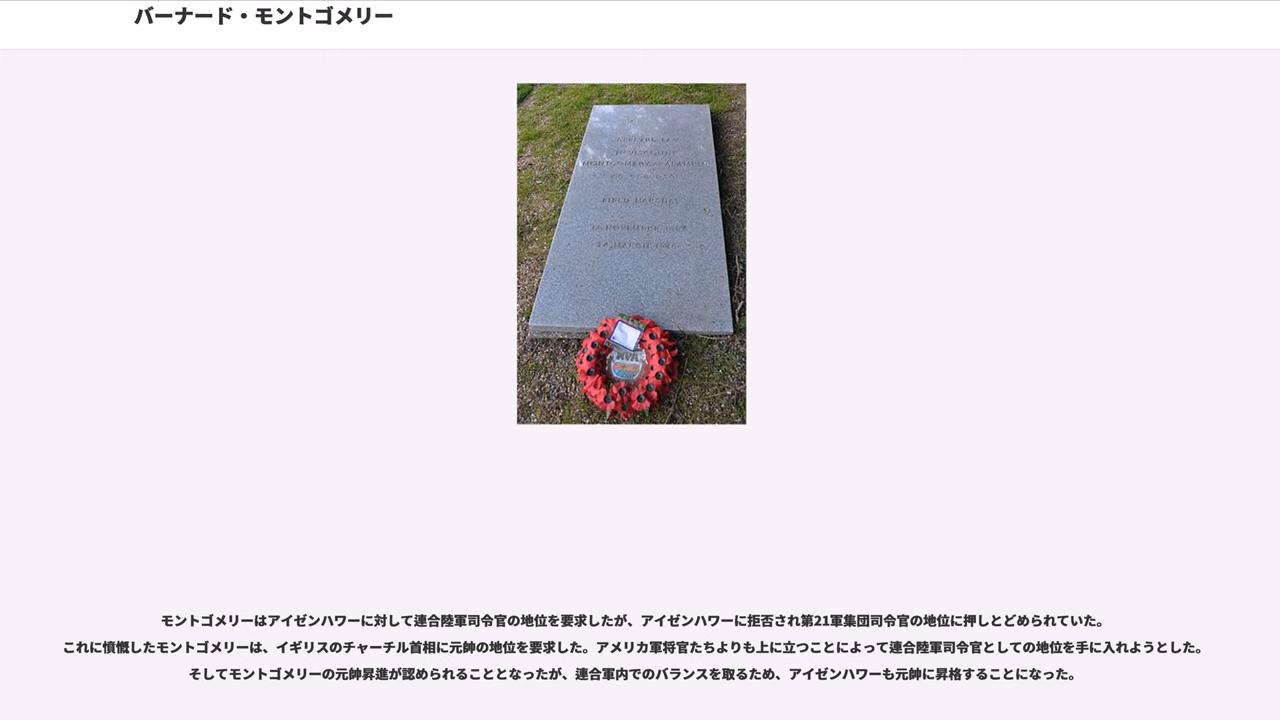 バーナード・モントゴメリー
FIELD MARSHAL
モントゴメリーはアイゼンハワーに対して連合陸軍司令官の地位を要求したが、アイゼンハワーに拒否され第21軍集団司令官の地位に押しとどめられていた。
これに憤慨したモントゴメリーは、イギリスのチャーチル首相に元帥の地位を要求した。アメリカ軍将官たちよりも上に立つことによって連合陸軍司令官としての地位を手に入れようとした。
そしてモントゴメリーの元帥昇進が認められることとなったが、連合軍内でのバランスを取るため、アイゼンハワーも元帥に昇格することになった。